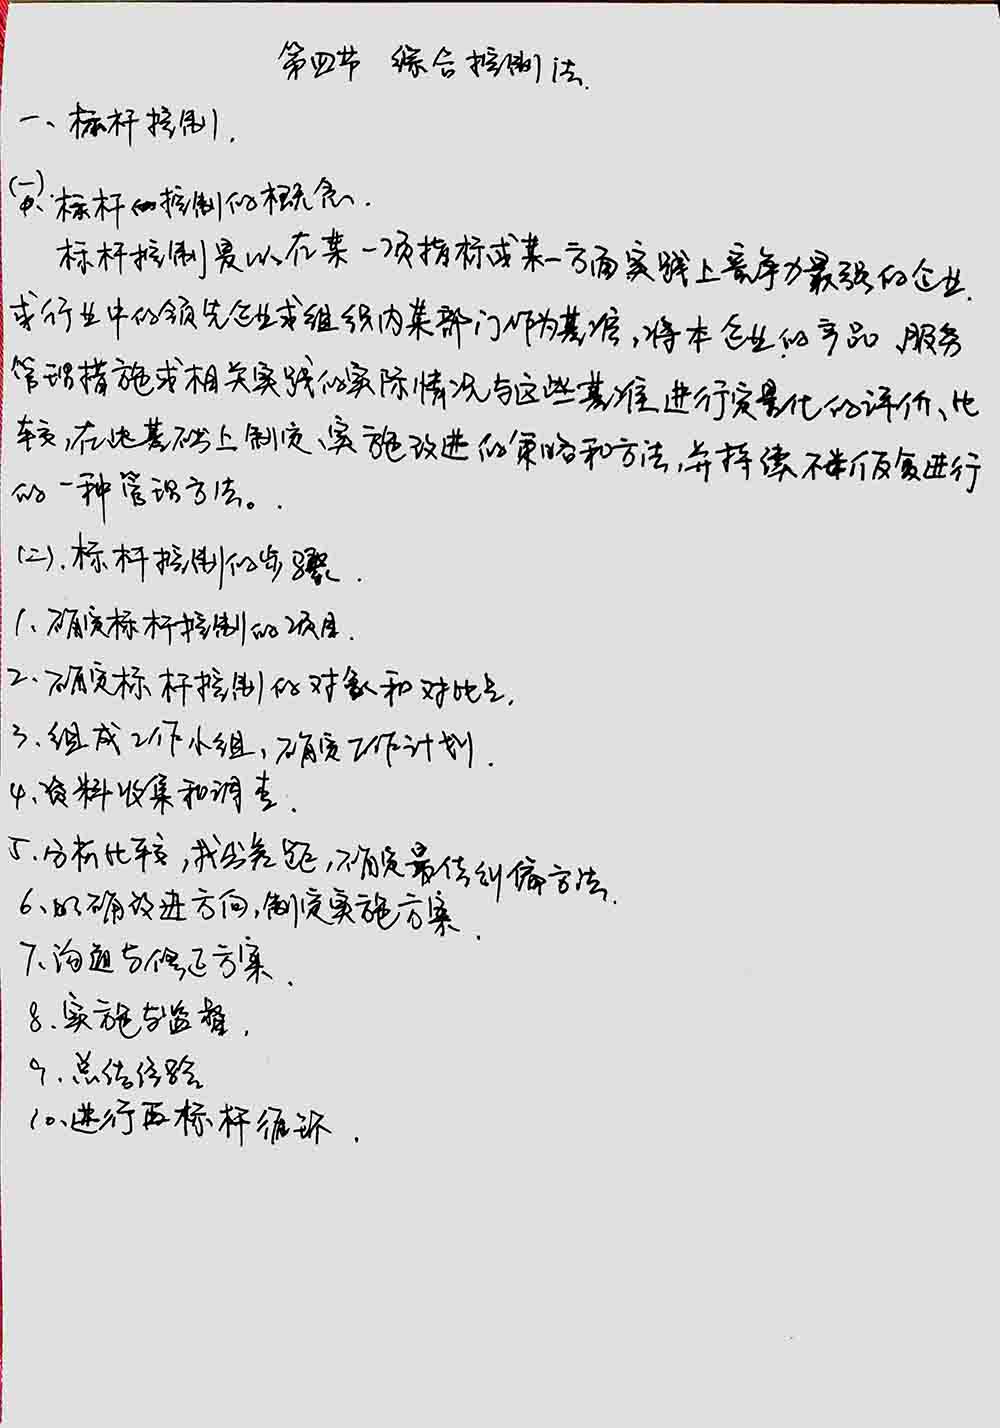 第四节 综合控制法.
一、标杆控制.
(一).标杆控制的概念.
标杆控制是以在某一项指标或某一方面实践上竞争力最强的企业.
或行业中的领先企业或组织内某部门作为基准,将本企业的产品、服务
管理措施或相关实践的实际情况与这些基准进行定量化的评价、比
较,在此基础上制定、实施改进的策略和方法,并持续不断反复进行
的一种管理方法。.
(二).标杆控制的步骤.
1、确定标杆控制的项目.
2、确定标杆控制的对象和对比点.
3、组成工作小组,确定工作计划.
4、资料收集和调查.
5、分析比较,找出差距,确定最佳纠偏方法.
6、明确改进方向,制定实施方案.
7、沟通与修正方案.
8、实施与监督.
9、总结经验
10、进行再标杆循环.